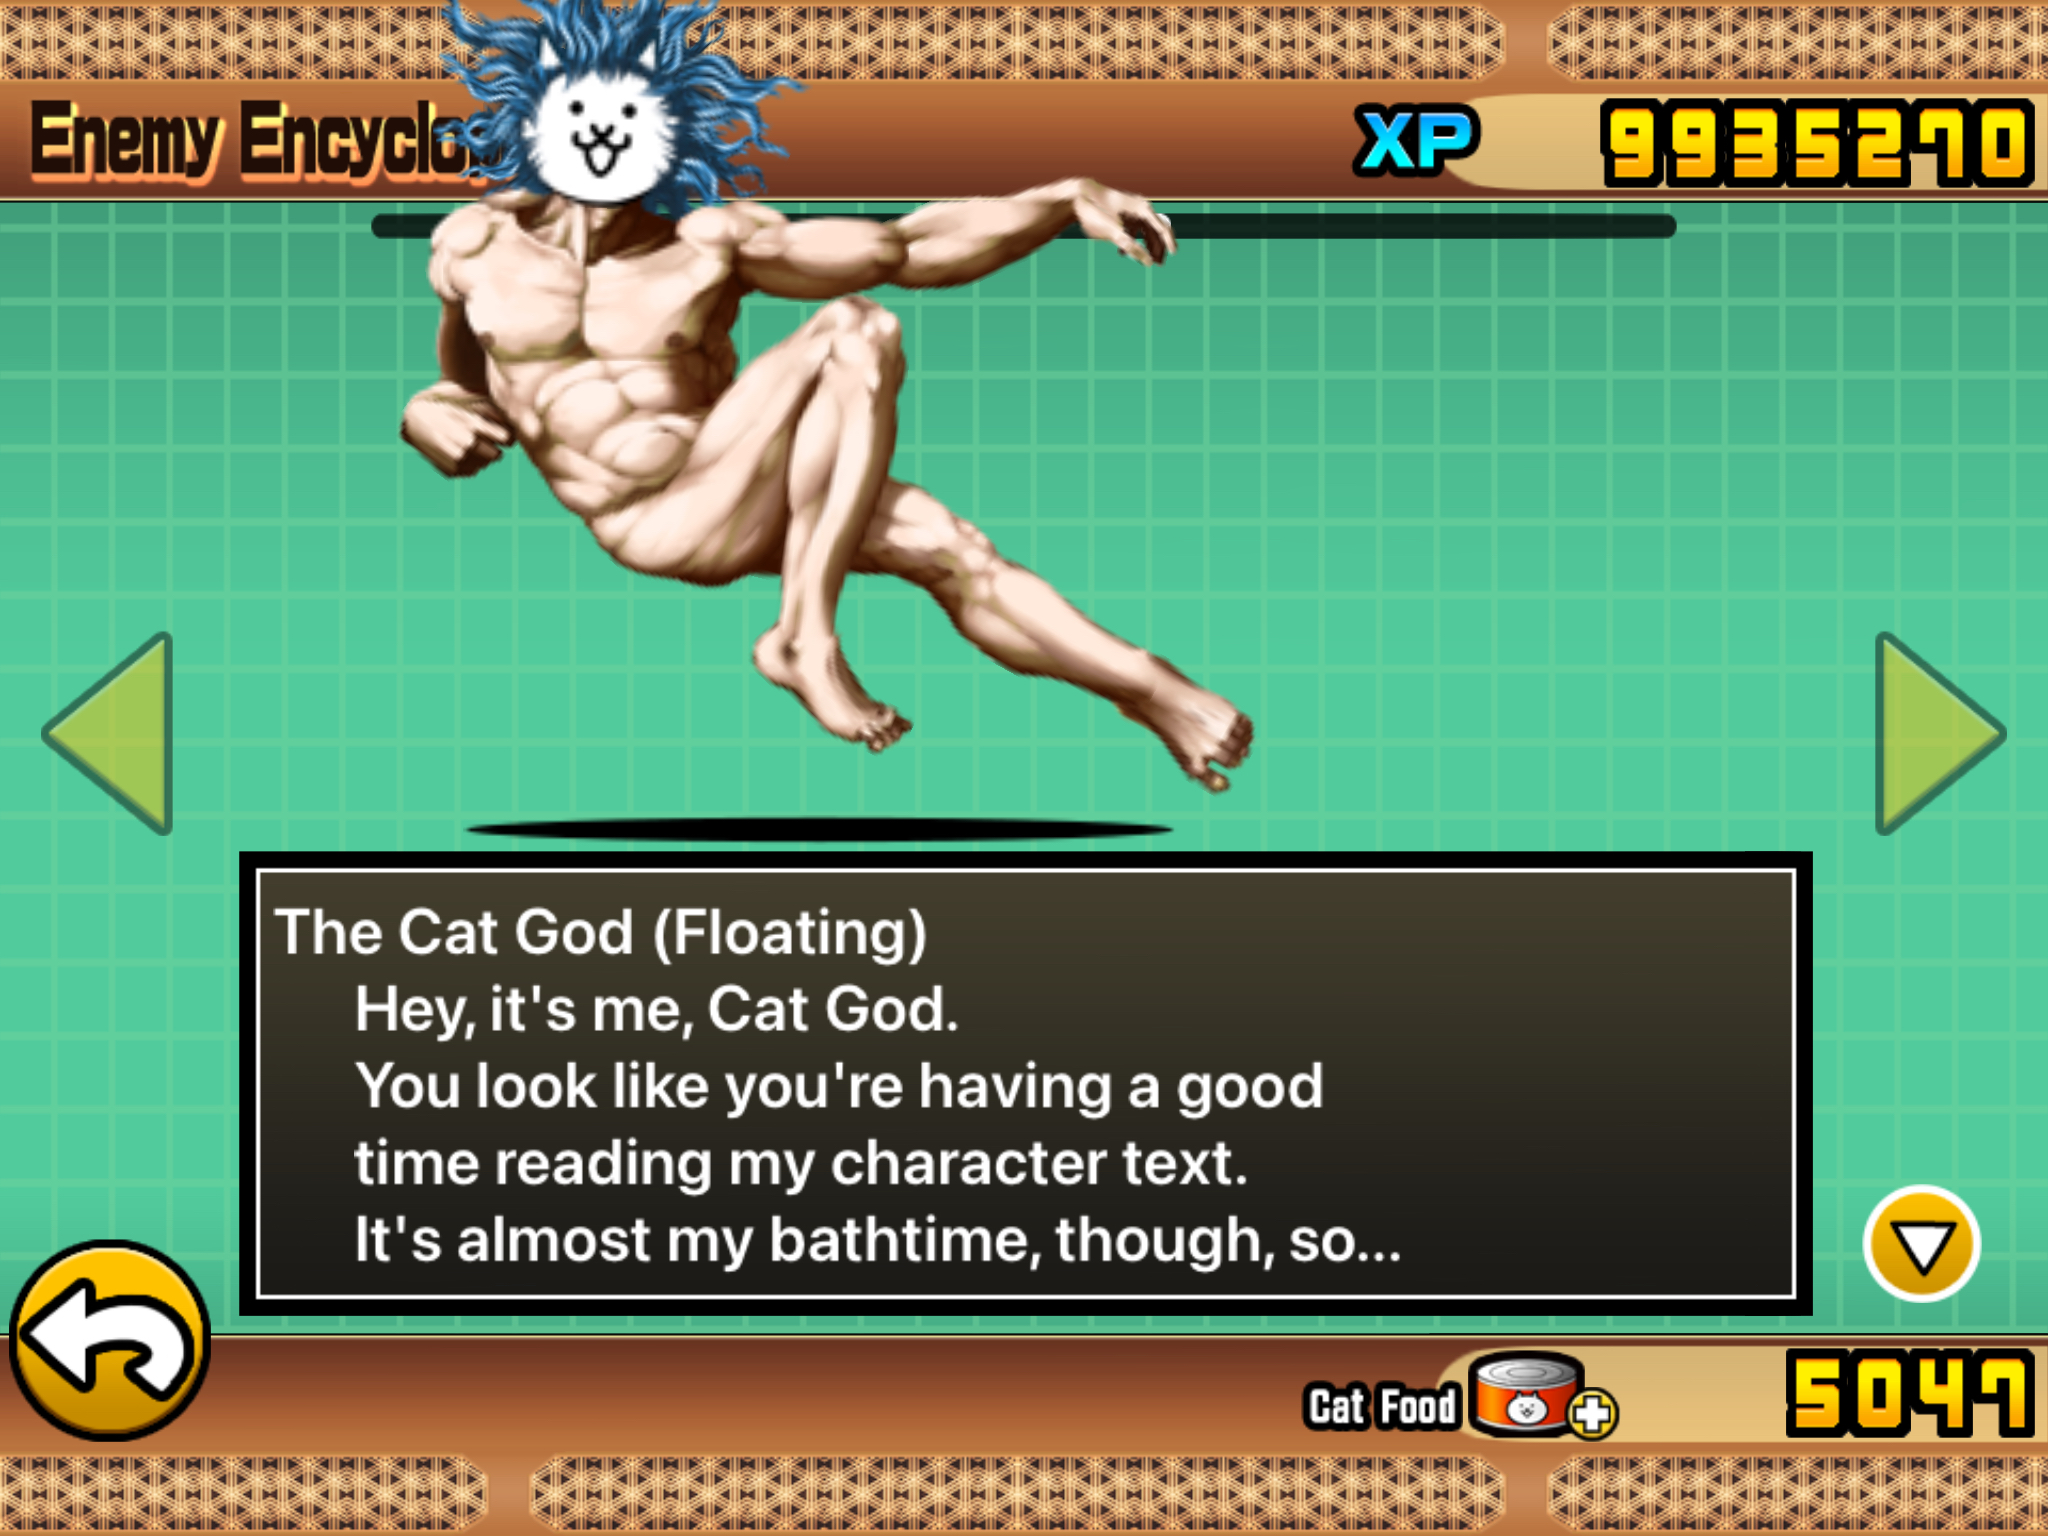 Enemy Encyclo
XP 9935270
The Cat God (Floating)
Hey, it's me, Cat God.
You look like you're having a good
time reading my character text.
It's almost my bathtime, though, so...
Cat Food 5047